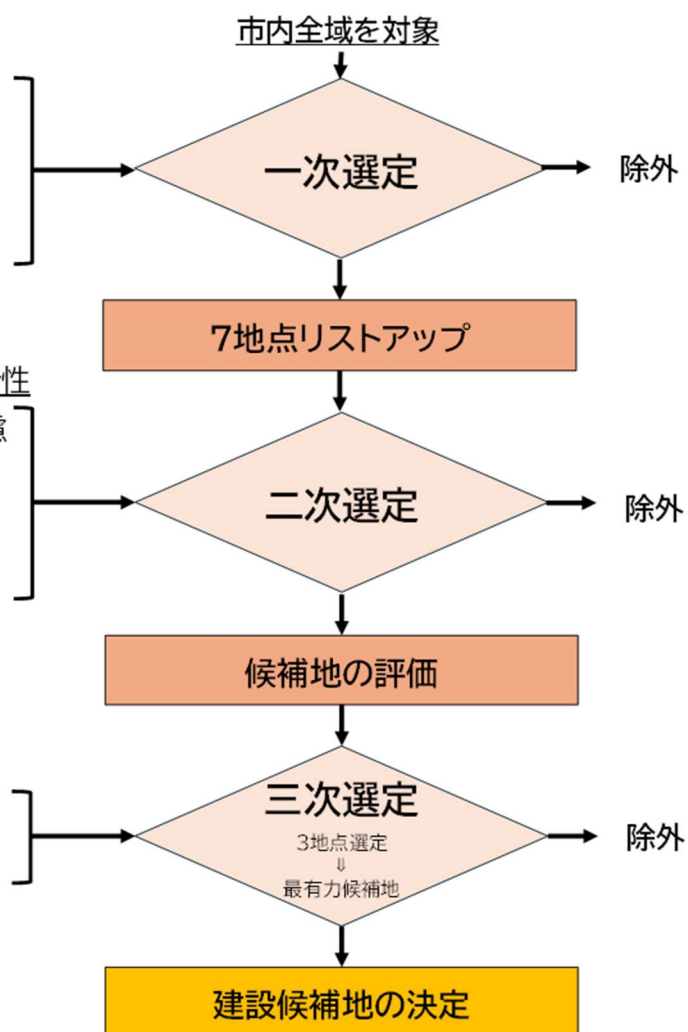 市内全域を対象
一次選定
除外
7地点リストアップ
性
二次選定
除外
候補地の評価
三次選定
3地点選定
⇓
最有力候補地
除外
建設候補地の決定